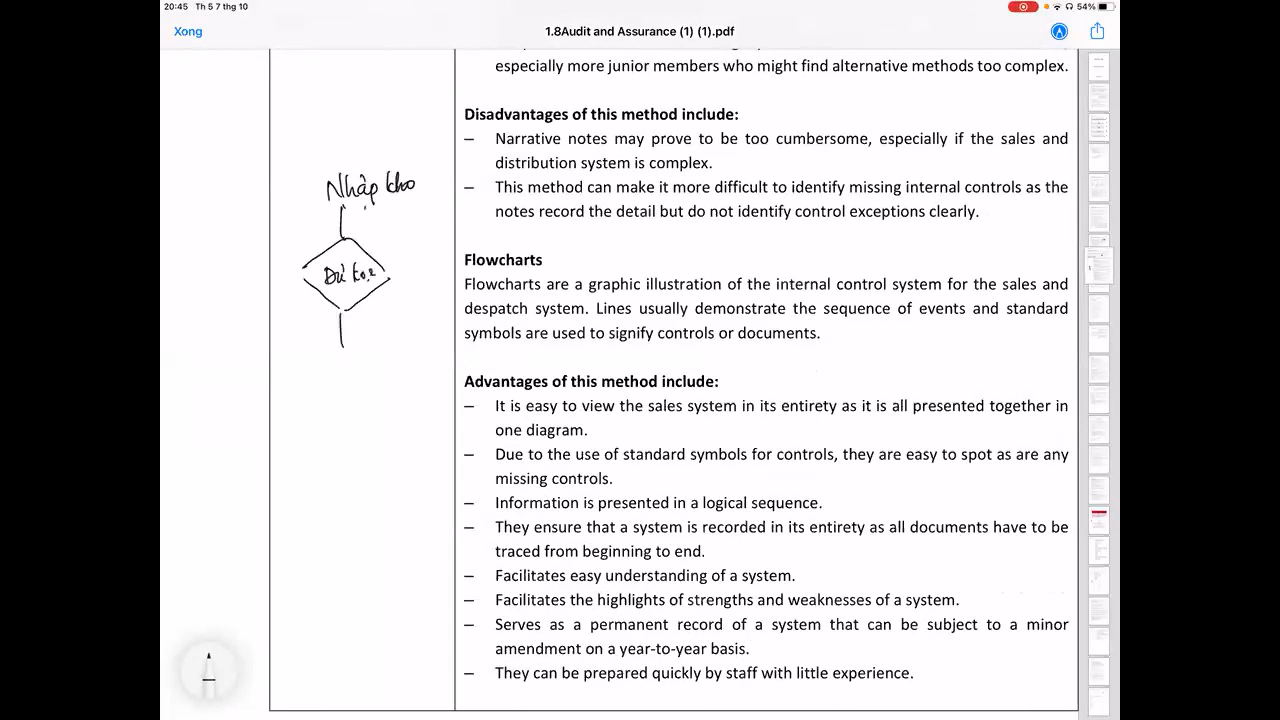 20:45 Th 5 7 thg 10
54%
Xong
1.8Audit and Assurance (1) (1).pdf
especially more junior members who might find alternative methods too complex.
Disadvantages of this method include:
– Narrative notes may prove to be too cumbersome, especially if the sales and
distribution system is complex.
– This method can make it more difficult to identify missing internal controls as the
notes record the detail but do not identify control exceptions clearly.
Nhập kho
Flowcharts
Flowcharts are a graphic illustration of the internal control system for the sales and
despatch system. Lines usually demonstrate the sequence of events and standard
symbols are used to signify controls or documents.
Advantages of this method include:
– It is easy to view the sales system in its entirety as it is all presented together in
one diagram.
– Due to the use of standard symbols for controls, they are easy to spot as are any
missing controls.
– Information is presented in a logical sequence.
– They ensure that a system is recorded in its entirety as all documents have to be
traced from beginning to end.
– Facilitates easy understanding of a system.
– Facilitates the highlight of strengths and weaknesses of a system.
– Serves as a permanent record of a system that can be subject to a minor
amendment on a year-to-year basis.
– They can be prepared quickly by staff with little experience.